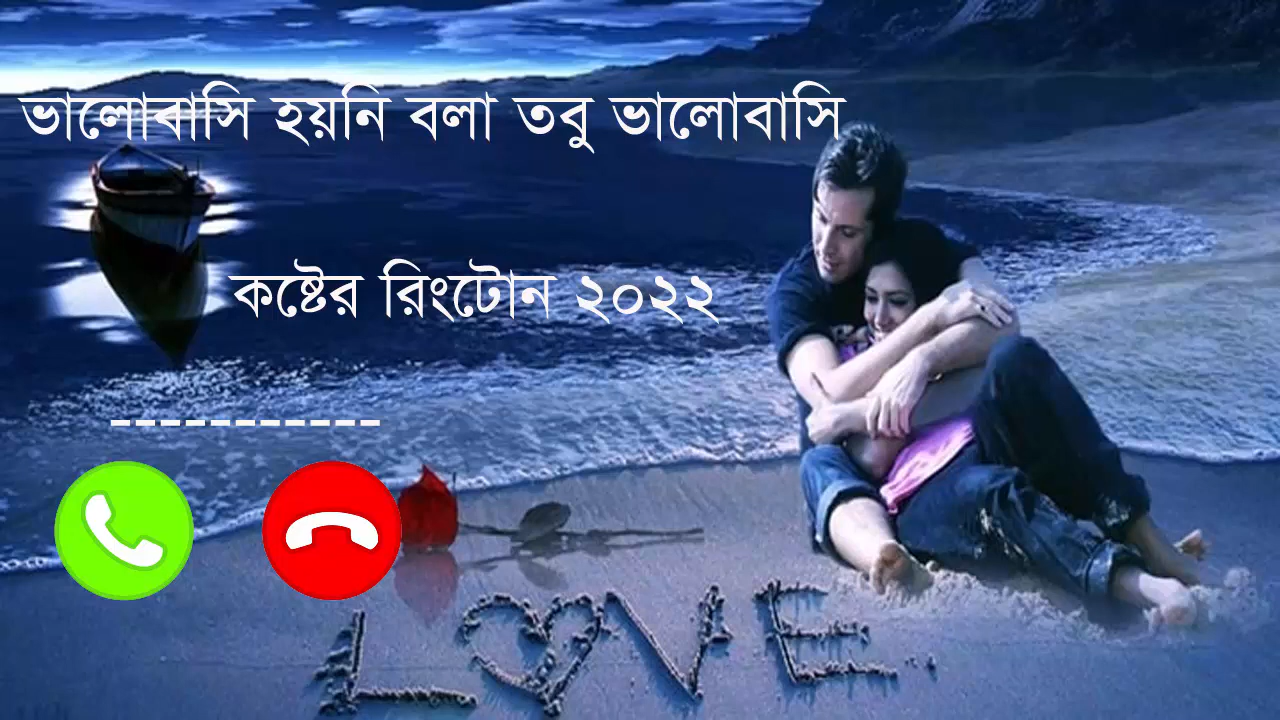 ভালোবাসি হয়নি বলা তবু ভালোবাসি
কষ্টের রিংটোন ২০২২
-----------
LOVE..